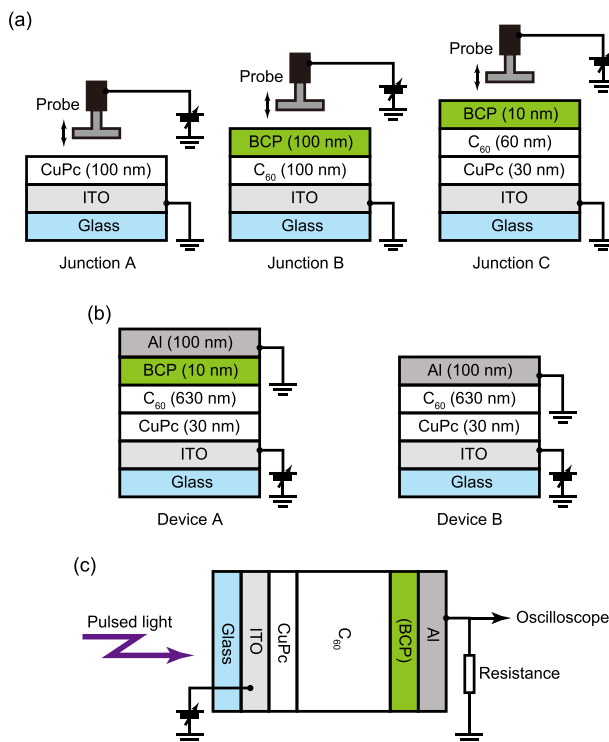 (a)
Probe
Probe
Probe
CuPc (100 nm)
ITO
Glass
Junction A
BCP (100 nm)
C60 (100 nm)
ITO
Glass
Junction B
BCP (10 nm)
C60 (60 nm)
CuPc (30 nm)
ITO
Glass
Junction C
(b)
Al (100 nm)
BCP (10 nm)
C60 (630 nm)
CuPc (30 nm)
ITO
Glass
Device A
Al (100 nm)
C60 (630 nm)
CuPc (30 nm)
ITO
Glass
Device B
(c)
Pulsed light
Glass
ITO
CuPc
C60
(BCP)
Al
Oscilloscope
Resistance